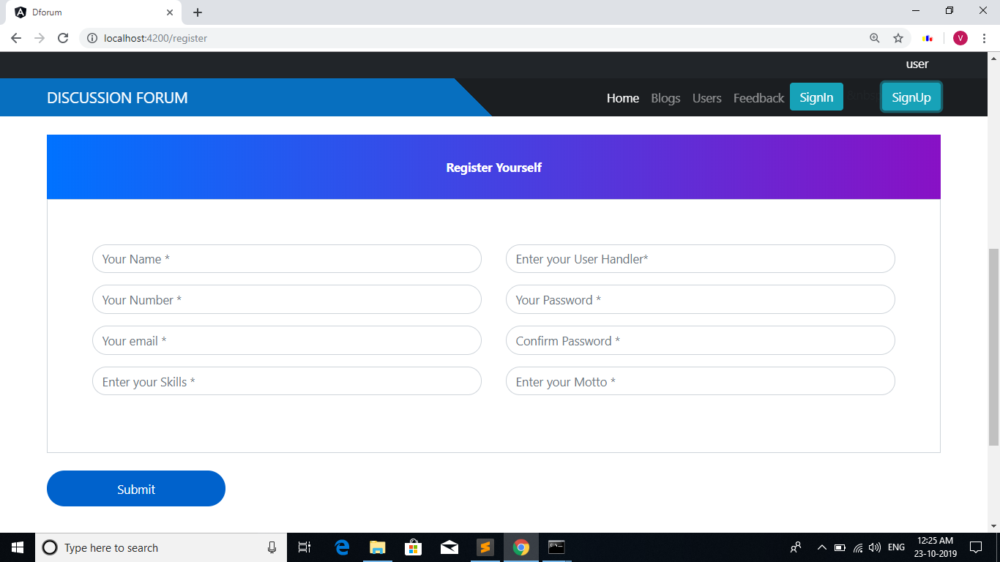 Dforum
localhost:4200/register
V
user
DISCUSSION FORUM
Home Blogs Users Feedback SignIn &nbsp SignUp
Register Yourself
Your Name * Enter your User Handler*
Your Number * Your Password *
Your email * Confirm Password *
Enter your Skills * Enter your Motto *
Submit
Type here to search
ENG
12:25 AM
23-10-2019